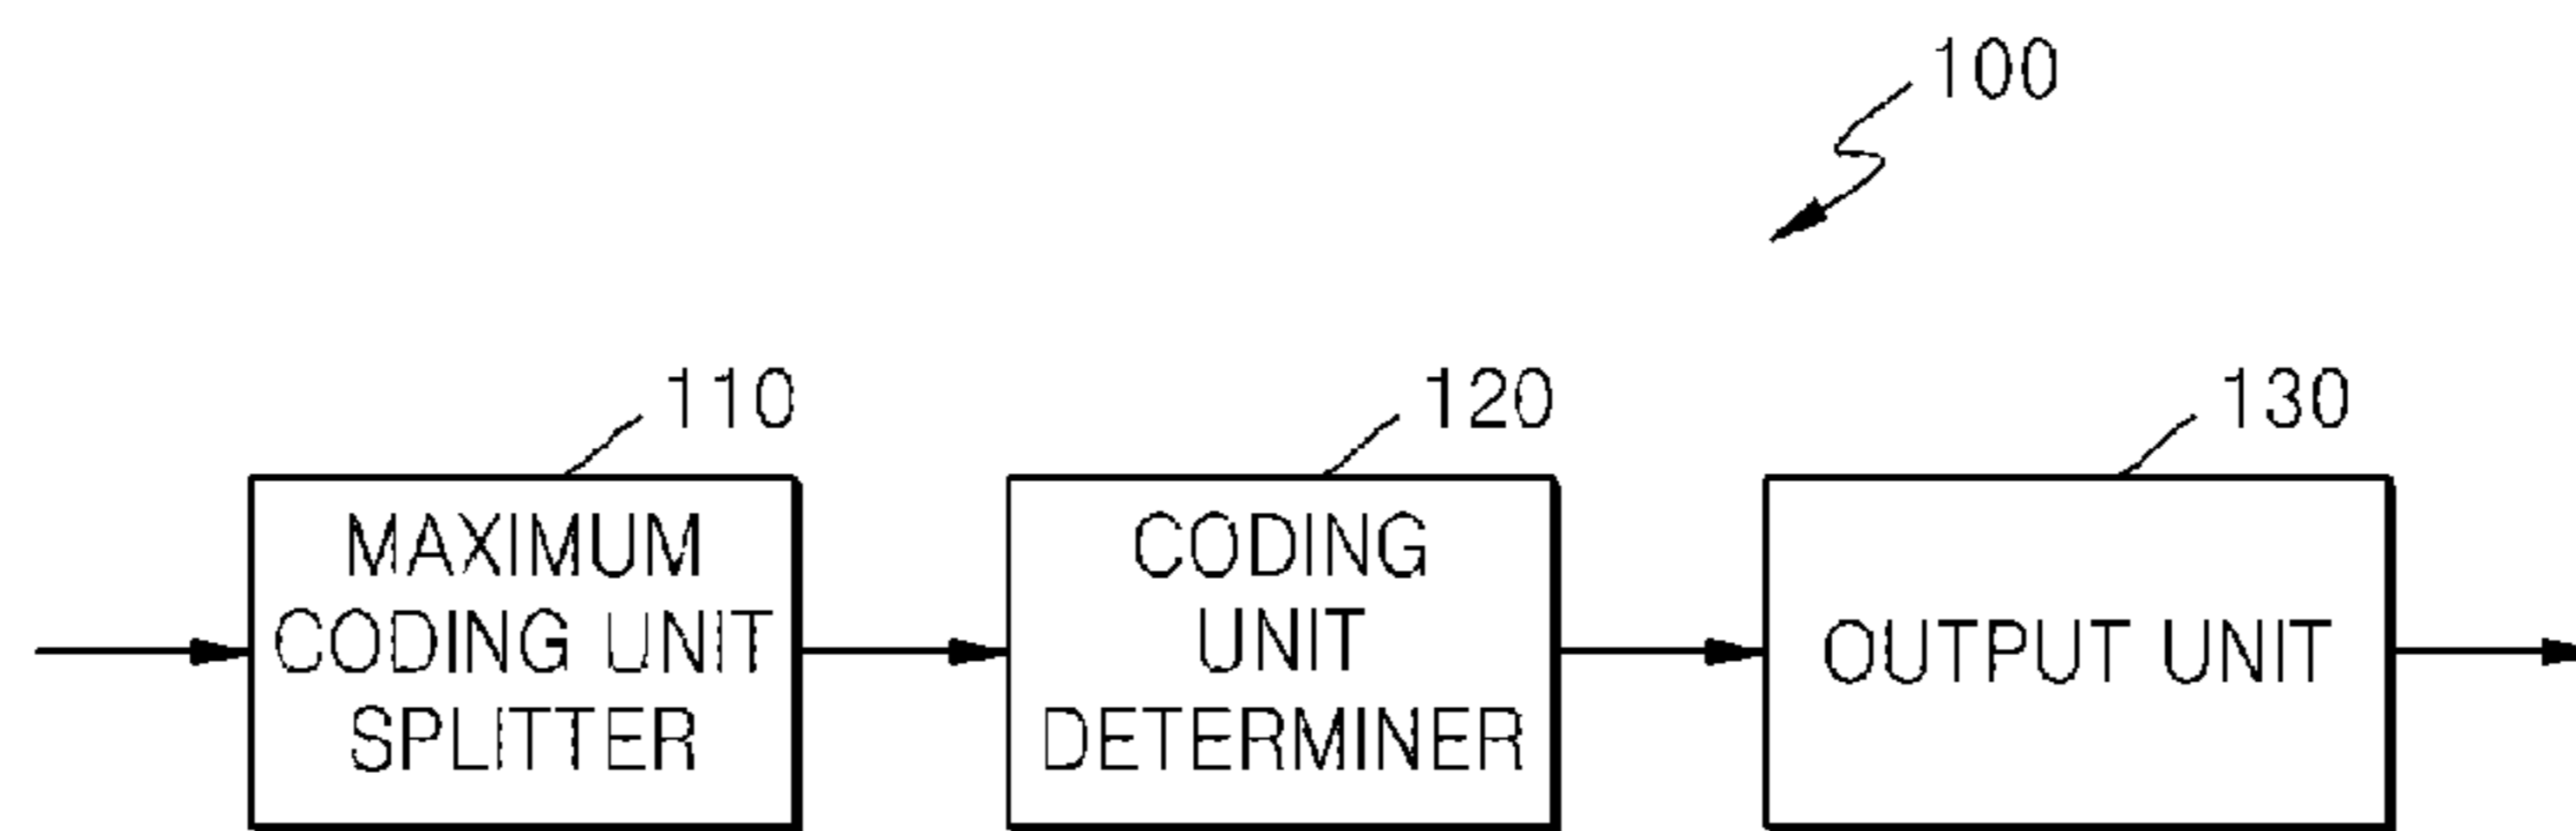 100
110
120
130
MAXIMUM
CODING UNIT
SPLITTER
CODING
UNIT
DETERMINER
OUTPUT UNIT